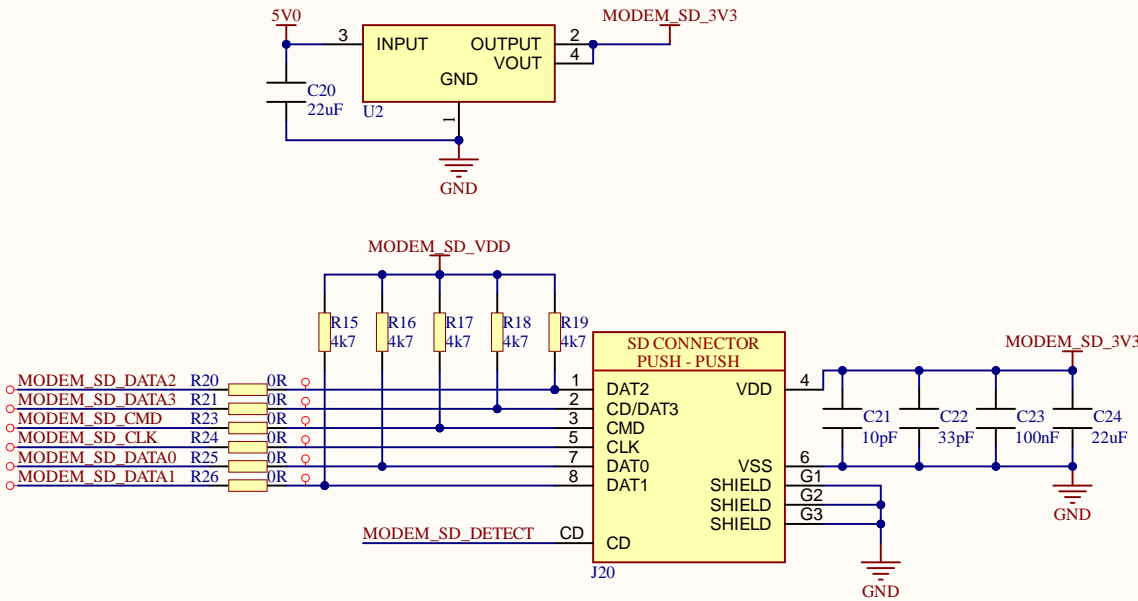 5V0
MODEM_SD_3V3
3
INPUT
OUTPUT
2
VOUT
4
GND
C20
22uF
U2
1
GND
MODEM_SD_VDD
R15
4k7
R16
4k7
R17
4k7
R18
4k7
R19
4k7
SD CONNECTOR
PUSH - PUSH
MODEM_SD_3V3
MODEM_SD_DATA2 R20 0R 1 DAT2 VDD 4
MODEM_SD_DATA3 R21 0R 2 CD/DAT3
MODEM_SD_CMD R23 0R 3 CMD
MODEM_SD_CLK R24 0R 5 CLK
MODEM_SD_DATA0 R25 0R 7 DAT0 VSS 6
MODEM_SD_DATA1 R26 0R 8 DAT1 SHIELD G1
SHIELD G2
SHIELD G3
C21
10pF
C22
33pF
C23
100nF
C24
22uF
GND
MODEM_SD_DETECT CD CD
J20
GND